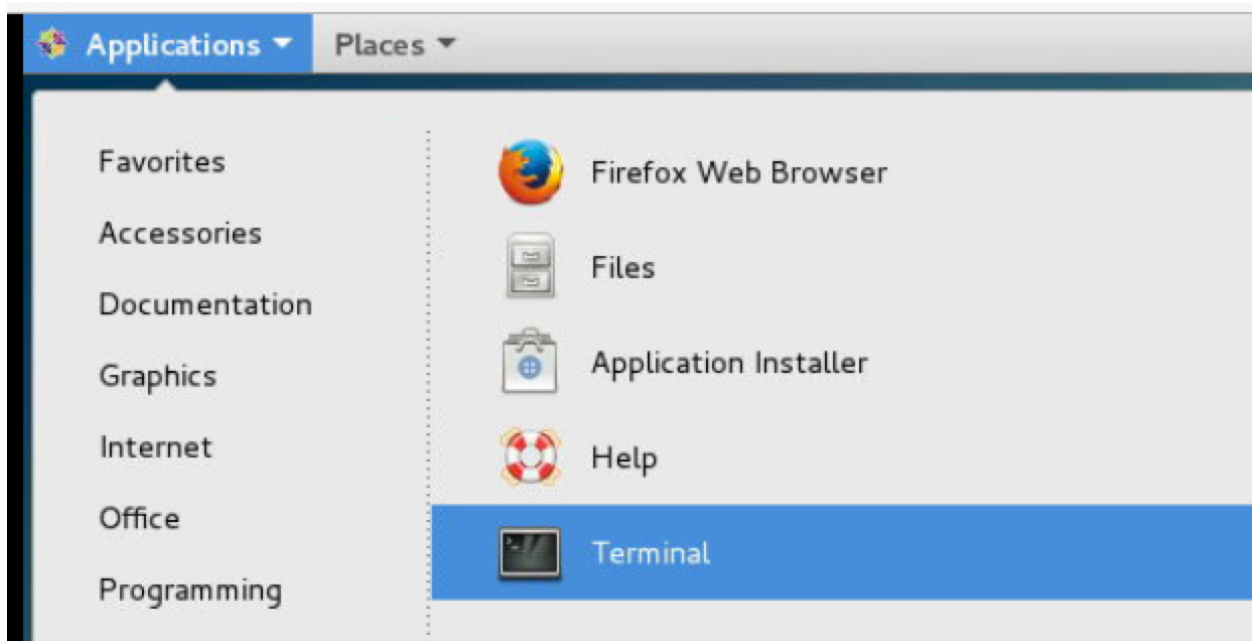 Applications Places
Favorites
Accessories
Documentation
Graphics
Internet
Office
Programming
Firefox Web Browser
Files
Application Installer
Help
Terminal